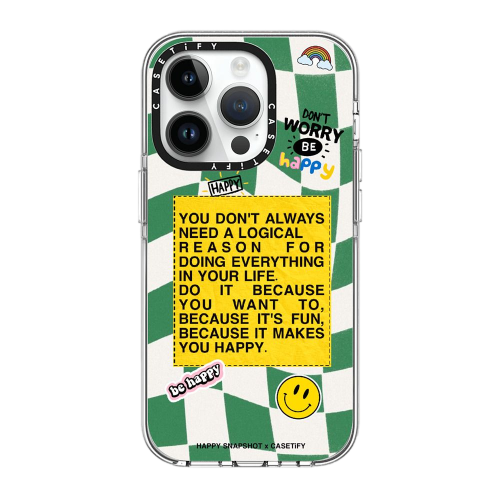 CASETiFY
CASETiFY
DON'T
WORRY
BE
happy
HAPPY
YOU DON'T ALWAYS
NEED A LOGICAL
REASON FOR
DOING EVERYTHING
IN YOUR LIFE.
DO IT BECAUSE
YOU WANT TO,
BECAUSE IT'S FUN,
BECAUSE IT MAKES
YOU HAPPY.
be happy
HAPPY SNAPSHOT x CASETiFY